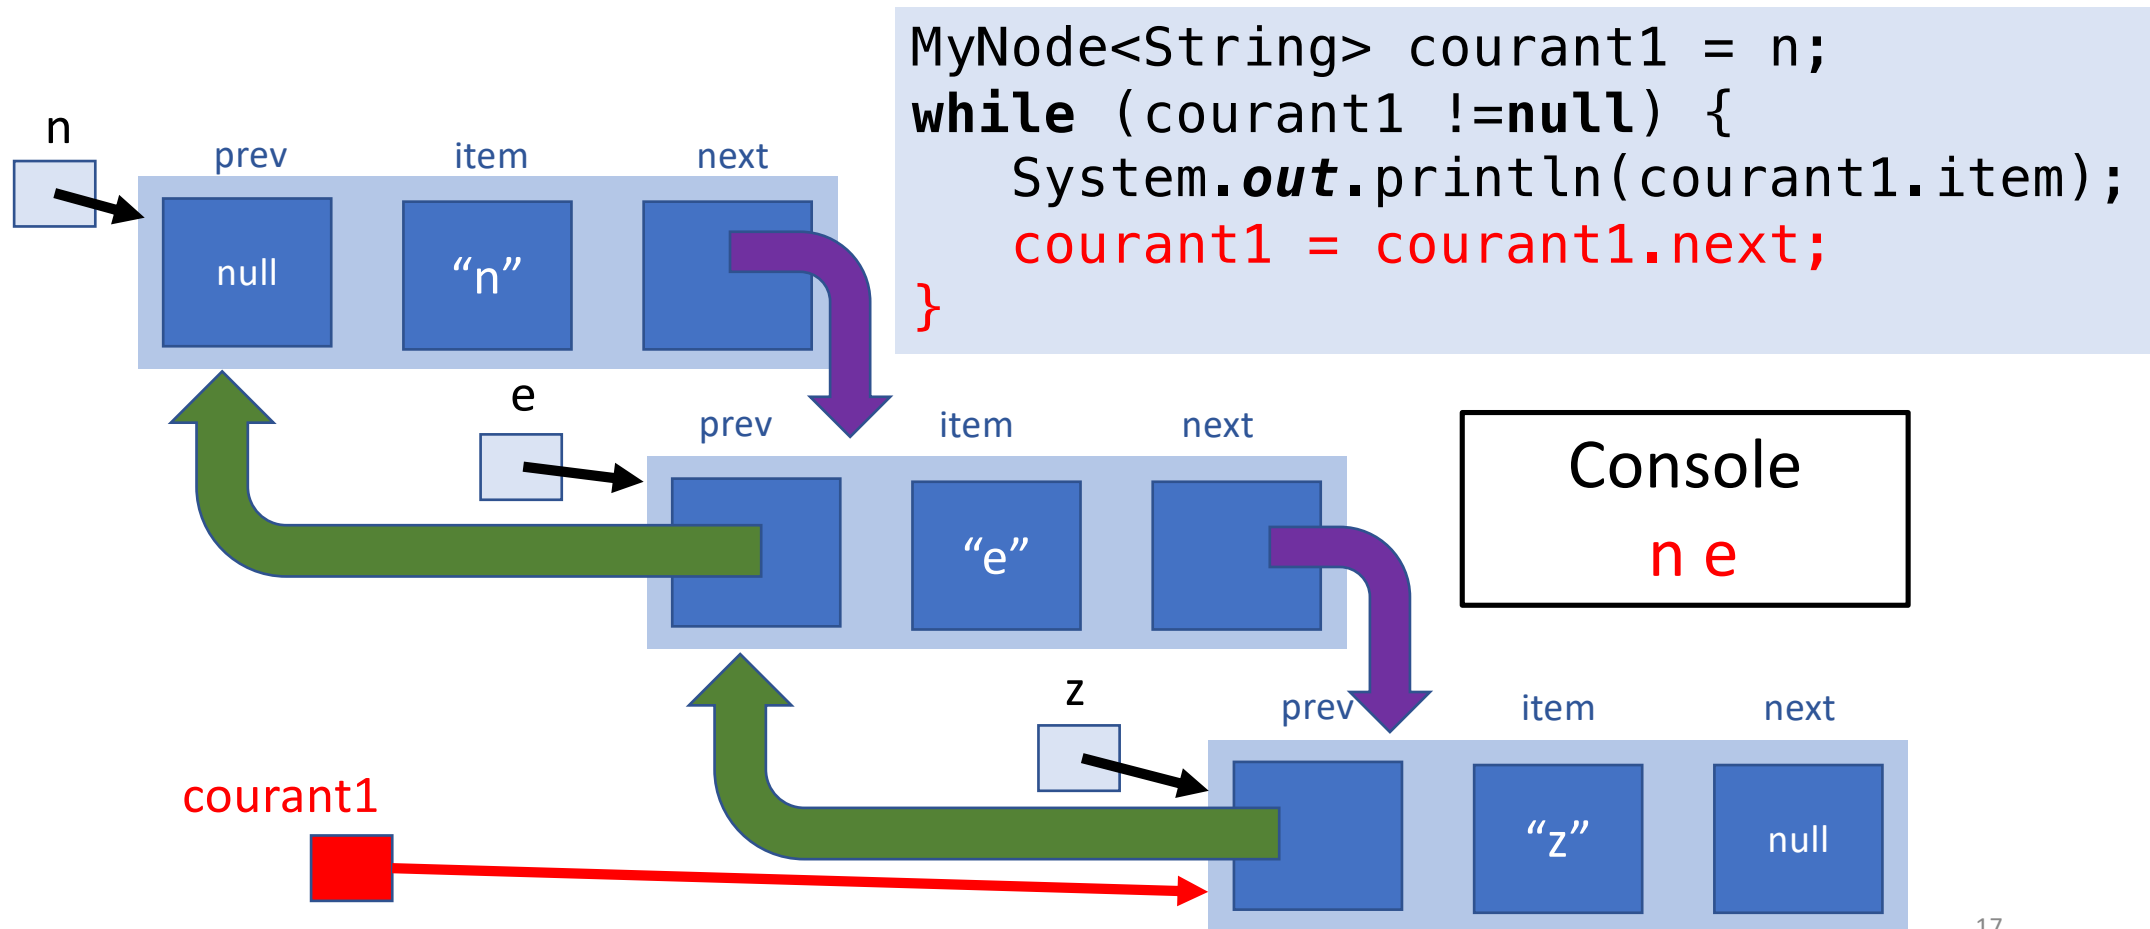 MyNode<String> courant1 = n;
while (courant1 !=null) {
System.out.println(courant1.item);
courant1 = courant1.next;
}
n
prev item next
null “n”
e
prev item next
“e”
Console
n e
z
prev item next
“z” null
courant1
17